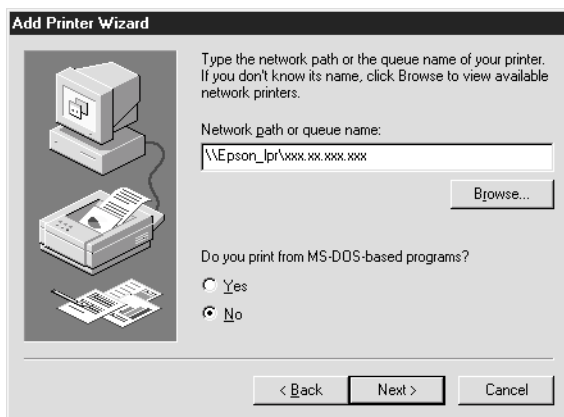 Add Printer Wizard
Type the network path or the queue name of your printer.
If you don't know its name, click Browse to view available
network printers.
Network path or queue name:
\\Epson_lpr\xxx.xx.xxx.xxx
Browse...
Do you print from MS-DOS-based programs?
Yes
No
< Back
Next >
Cancel